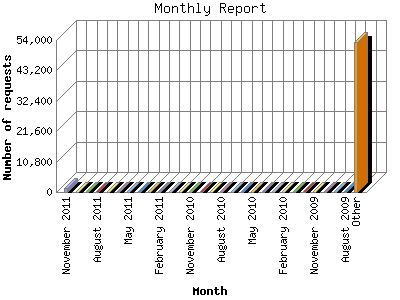 Monthly Report
Number of requests
54,000
43,200
32,400
21,600
10,800
0
November 2011
August 2011
May 2011
February 2011
November 2010
August 2010
May 2010
February 2010
November 2009
August 2009
Other
Month